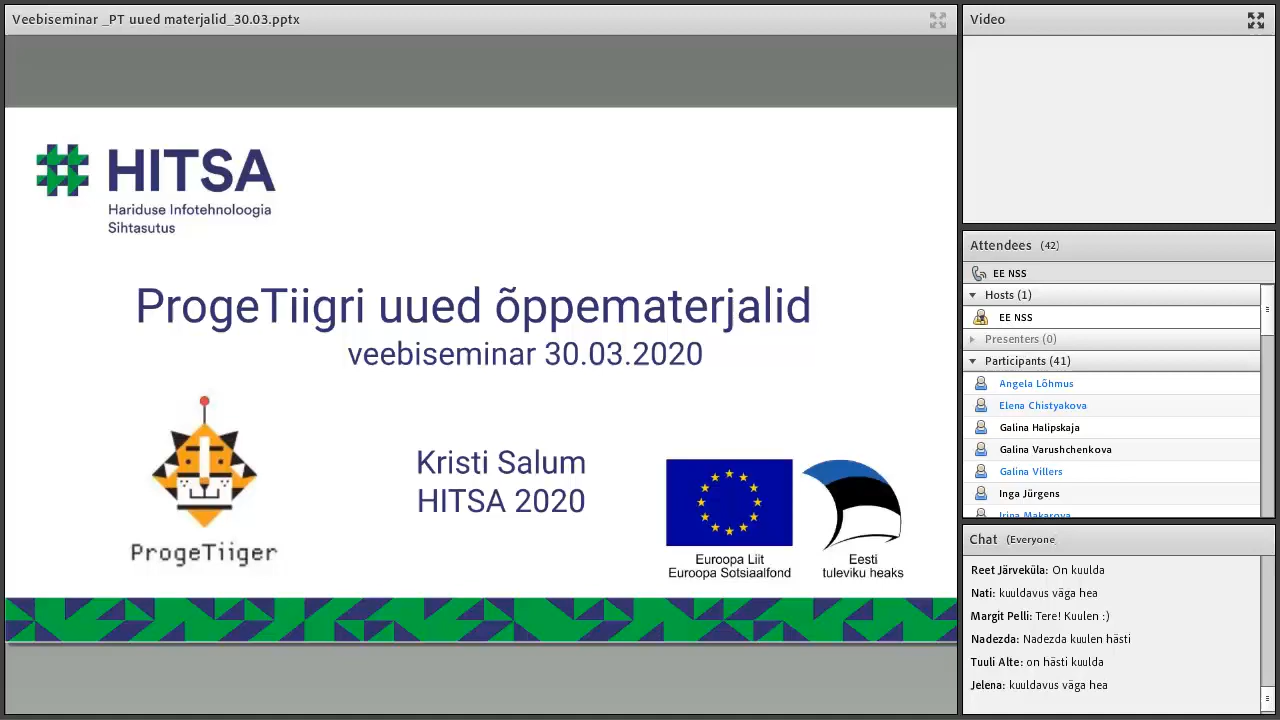 Veebiseminar _PT uued materjalid_30.03.pptx
HITSA
Hariduse Infotehnoloogia
Sihtasutus
ProgeTiigri uued õppematerjalid
veebiseminar 30.03.2020
ProgeTiiger
Kristi Salum
HITSA 2020
Euroopa Liit
Euroopa Sotsiaalfond
Eesti
tuleviku heaks
Video
Attendees (42)
EE NSS
Hosts (1)
EE NSS
Presenters (0)
Participants (41)
Angela Lõhmus
Elena Chistyakova
Galina Halipskaja
Galina Varushchenkova
Galina Villers
Inga Jürgens
Irina Makarova
Chat (Everyone
Reet Järveküla: On kuulda
Nati: kuuldavus väga hea
Margit Pelli: Tere! Kuulen :)
Nadezda: Nadezda kuulen hästi
Tuuli Alte: on hästi kuulda
Jelena: kuuldavus väga hea